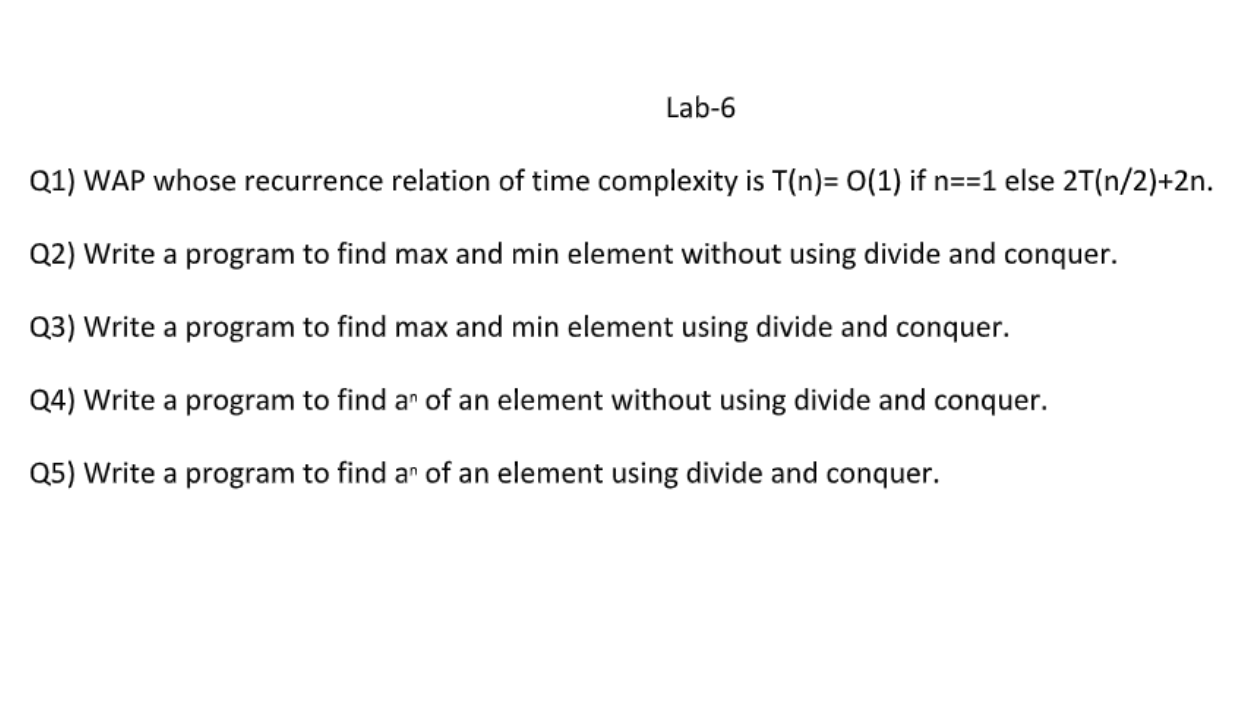 Lab-6
Q1) WAP whose recurrence relation of time complexity is T(n)= O(1) if n==1 else 2T(n/2)+2n.
Q2) Write a program to find max and min element without using divide and conquer.
Q3) Write a program to find max and min element using divide and conquer.
Q4) Write a program to find aⁿ of an element without using divide and conquer.
Q5) Write a program to find aⁿ of an element using divide and conquer.